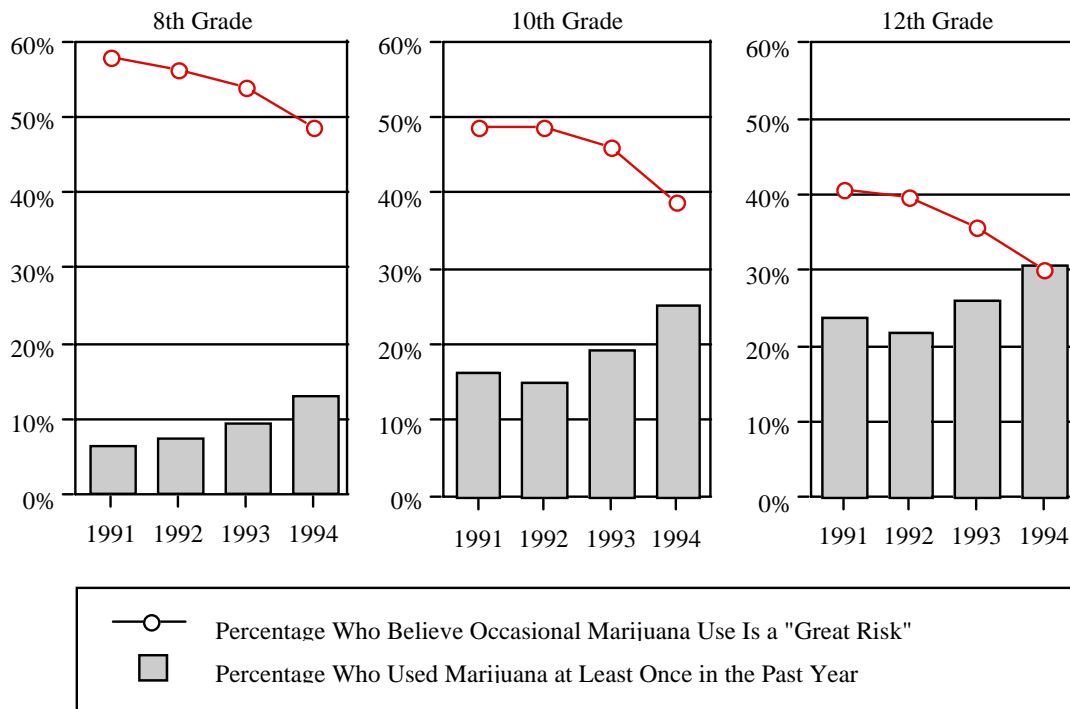 8th Grade
60%
50%
40%
30%
20%
10%
0%
1991 1992 1993 1994
10th Grade
60%
50%
40%
30%
20%
10%
0%
1991 1992 1993 1994
12th Grade
60%
50%
40%
30%
20%
10%
0%
1991 1992 1993 1994
Percentage Who Believe Occasional Marijuana Use Is a "Great Risk"
Percentage Who Used Marijuana at Least Once in the Past Year